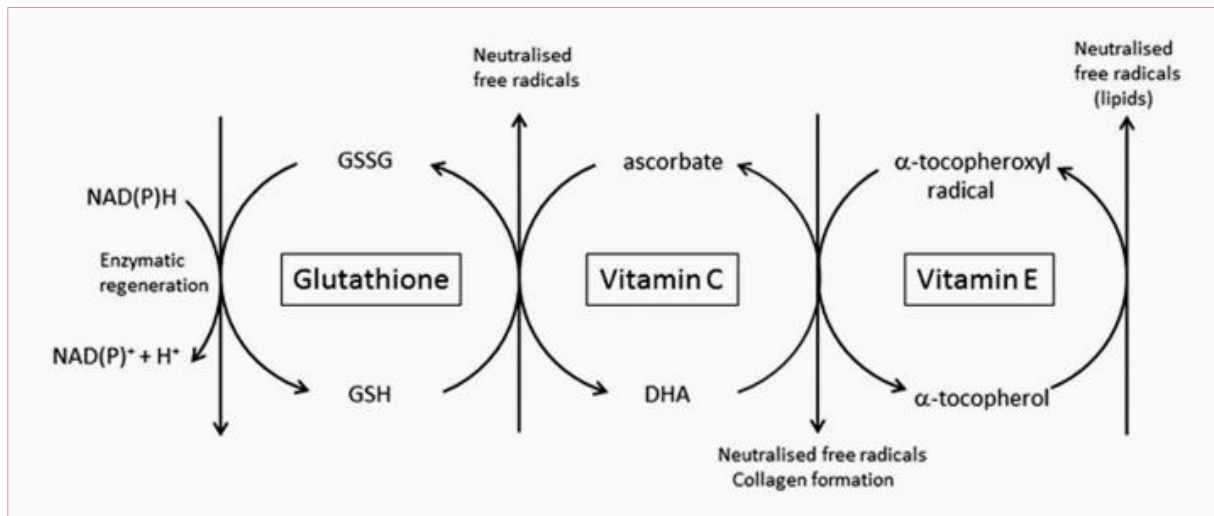 Neutralised
free radicals
Neutralised
free radicals
(lipids)
GSSG
ascorbate
α-tocopheroxyl
radical
NAD(P)H
Enzymatic
regeneration
Glutathione
Vitamin C
Vitamin E
NAD(P)⁺ + H⁺
GSH
DHA
α-tocopherol
Neutralised free radicals
Collagen formation